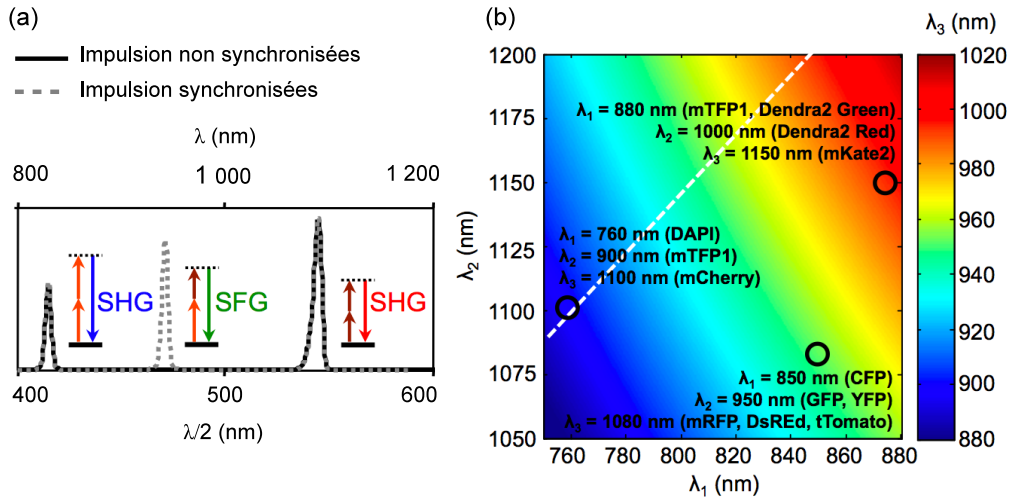 (a)
Impulsion non synchronisées
Impulsion synchronisées
λ (nm)
800 1 000 1 200
SHG SFG SHG
400 500 600
λ/2 (nm)
(b)
λ3 (nm)
1200
1175
1150
1125
1100
1075
1050
λ2 (nm)
λ1 = 880 nm (mTFP1, Dendra2 Green)
λ2 = 1000 nm (Dendra2 Red)
λ3 = 1150 nm (mKate2)
λ1 = 760 nm (DAPI)
λ2 = 900 nm (mTFP1)
λ3 = 1100 nm (mCherry)
λ1 = 850 nm (CFP)
λ2 = 950 nm (GFP, YFP)
λ3 = 1080 nm (mRFP, DsREd, tTomato)
760 780 800 820 840 860 880
λ1 (nm)
1020
1000
980
960
940
920
900
880